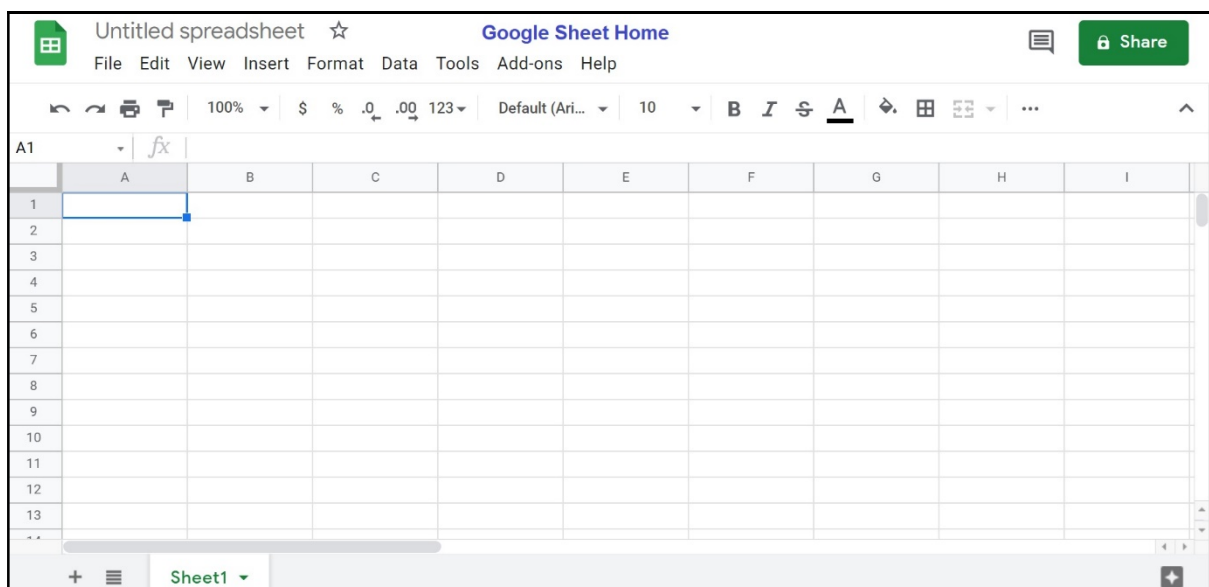 Untitled spreadsheet Google Sheet Home
Share
File Edit View Insert Format Data Tools Add-ons Help
100% $ % .0 .00 123 Default (Ari... 10 B I S A ...
A1 fx
A B C D E F G H I
1
2
3
4
5
6
7
8
9
10
11
12
13
+ Sheet1